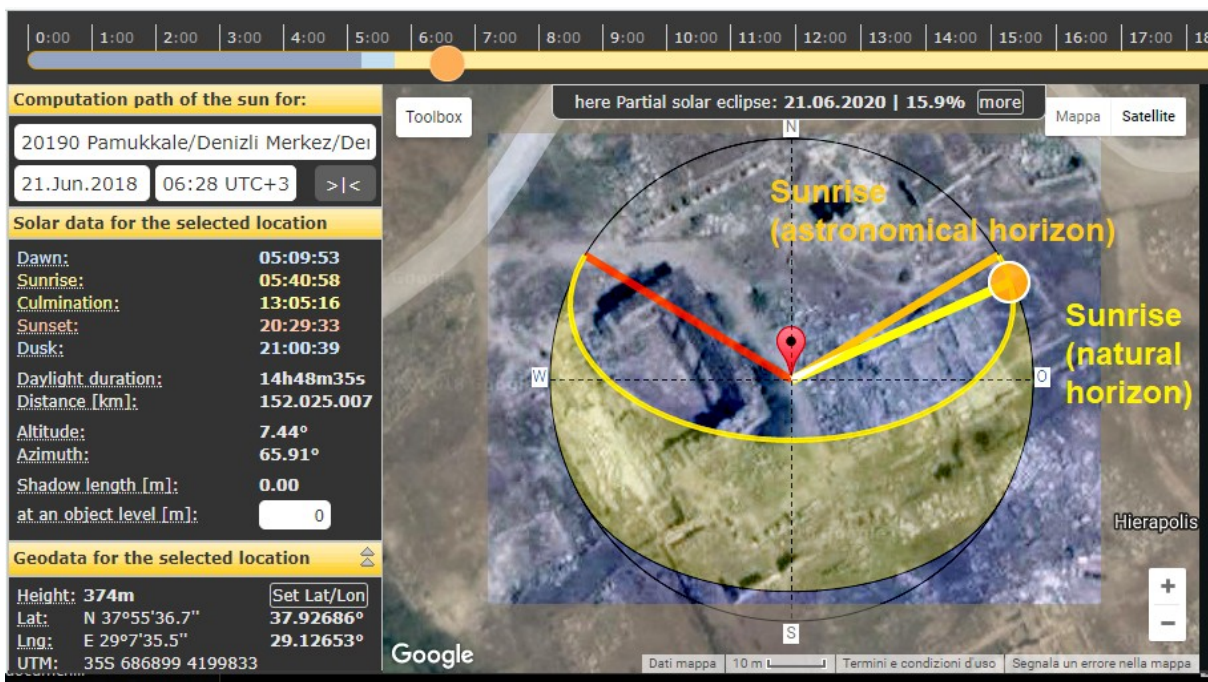 0:00 1:00 2:00 3:00 4:00 5:00 6:00 7:00 8:00 9:00 10:00 11:00 12:00 13:00 14:00 15:00 16:00 17:00 18
Computation path of the sun for:
20190 Pamukkale/Denizli Merkez/Der
21.Jun.2018 06:28 UTC+3 >|<
Solar data for the selected location
Dawn: 05:09:53
Sunrise: 05:40:58
Culmination: 13:05:16
Sunset: 20:29:33
Dusk: 21:00:39
Daylight duration: 14h48m35s
Distance [km]: 152.025.007
Altitude: 7.44°
Azimuth: 65.91°
Shadow length [m]: 0.00
at an object level [m]: 0
Geodata for the selected location
Height: 374m Set Lat/Lon
Lat: N 37°55'36.7'' 37.92686°
Lng: E 29°7'35.5'' 29.12653°
UTM: 35S 686899 4199833
Toolbox
here Partial solar eclipse: 21.06.2020 | 15.9% more
Mappa Satellite
N
Sunrise
(astronomical horizon)
Sunrise
(natural
horizon)
W
O
S
Hierapolis
+
−
Google
Dati mappa 10 m Termini e condizioni d'uso Segnala un errore nella mappa